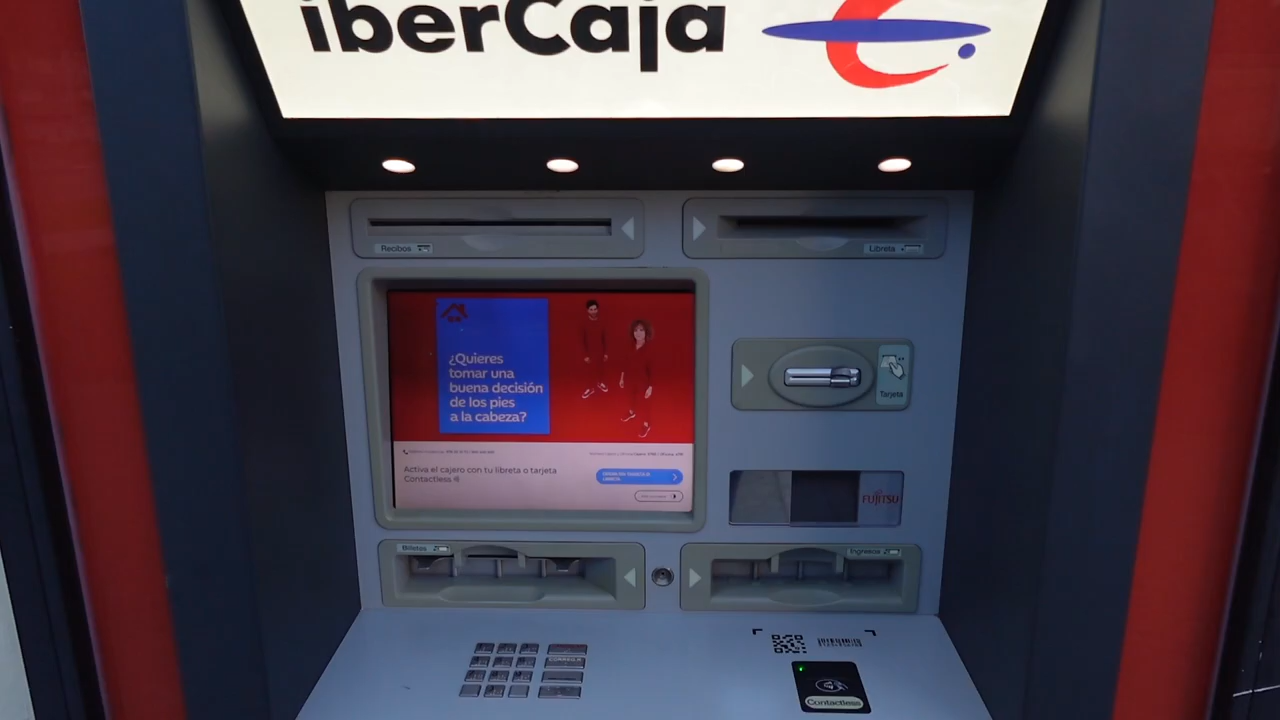 iberCaja
Recibos
Libreta
¿Quieres
tomar una
buena decisión
de los pies
a la cabeza?
Activa el cajero con tu libreta o tarjeta
Contactless
Tarjeta
FUJITSU
Billetes
Ingresos
Contactless